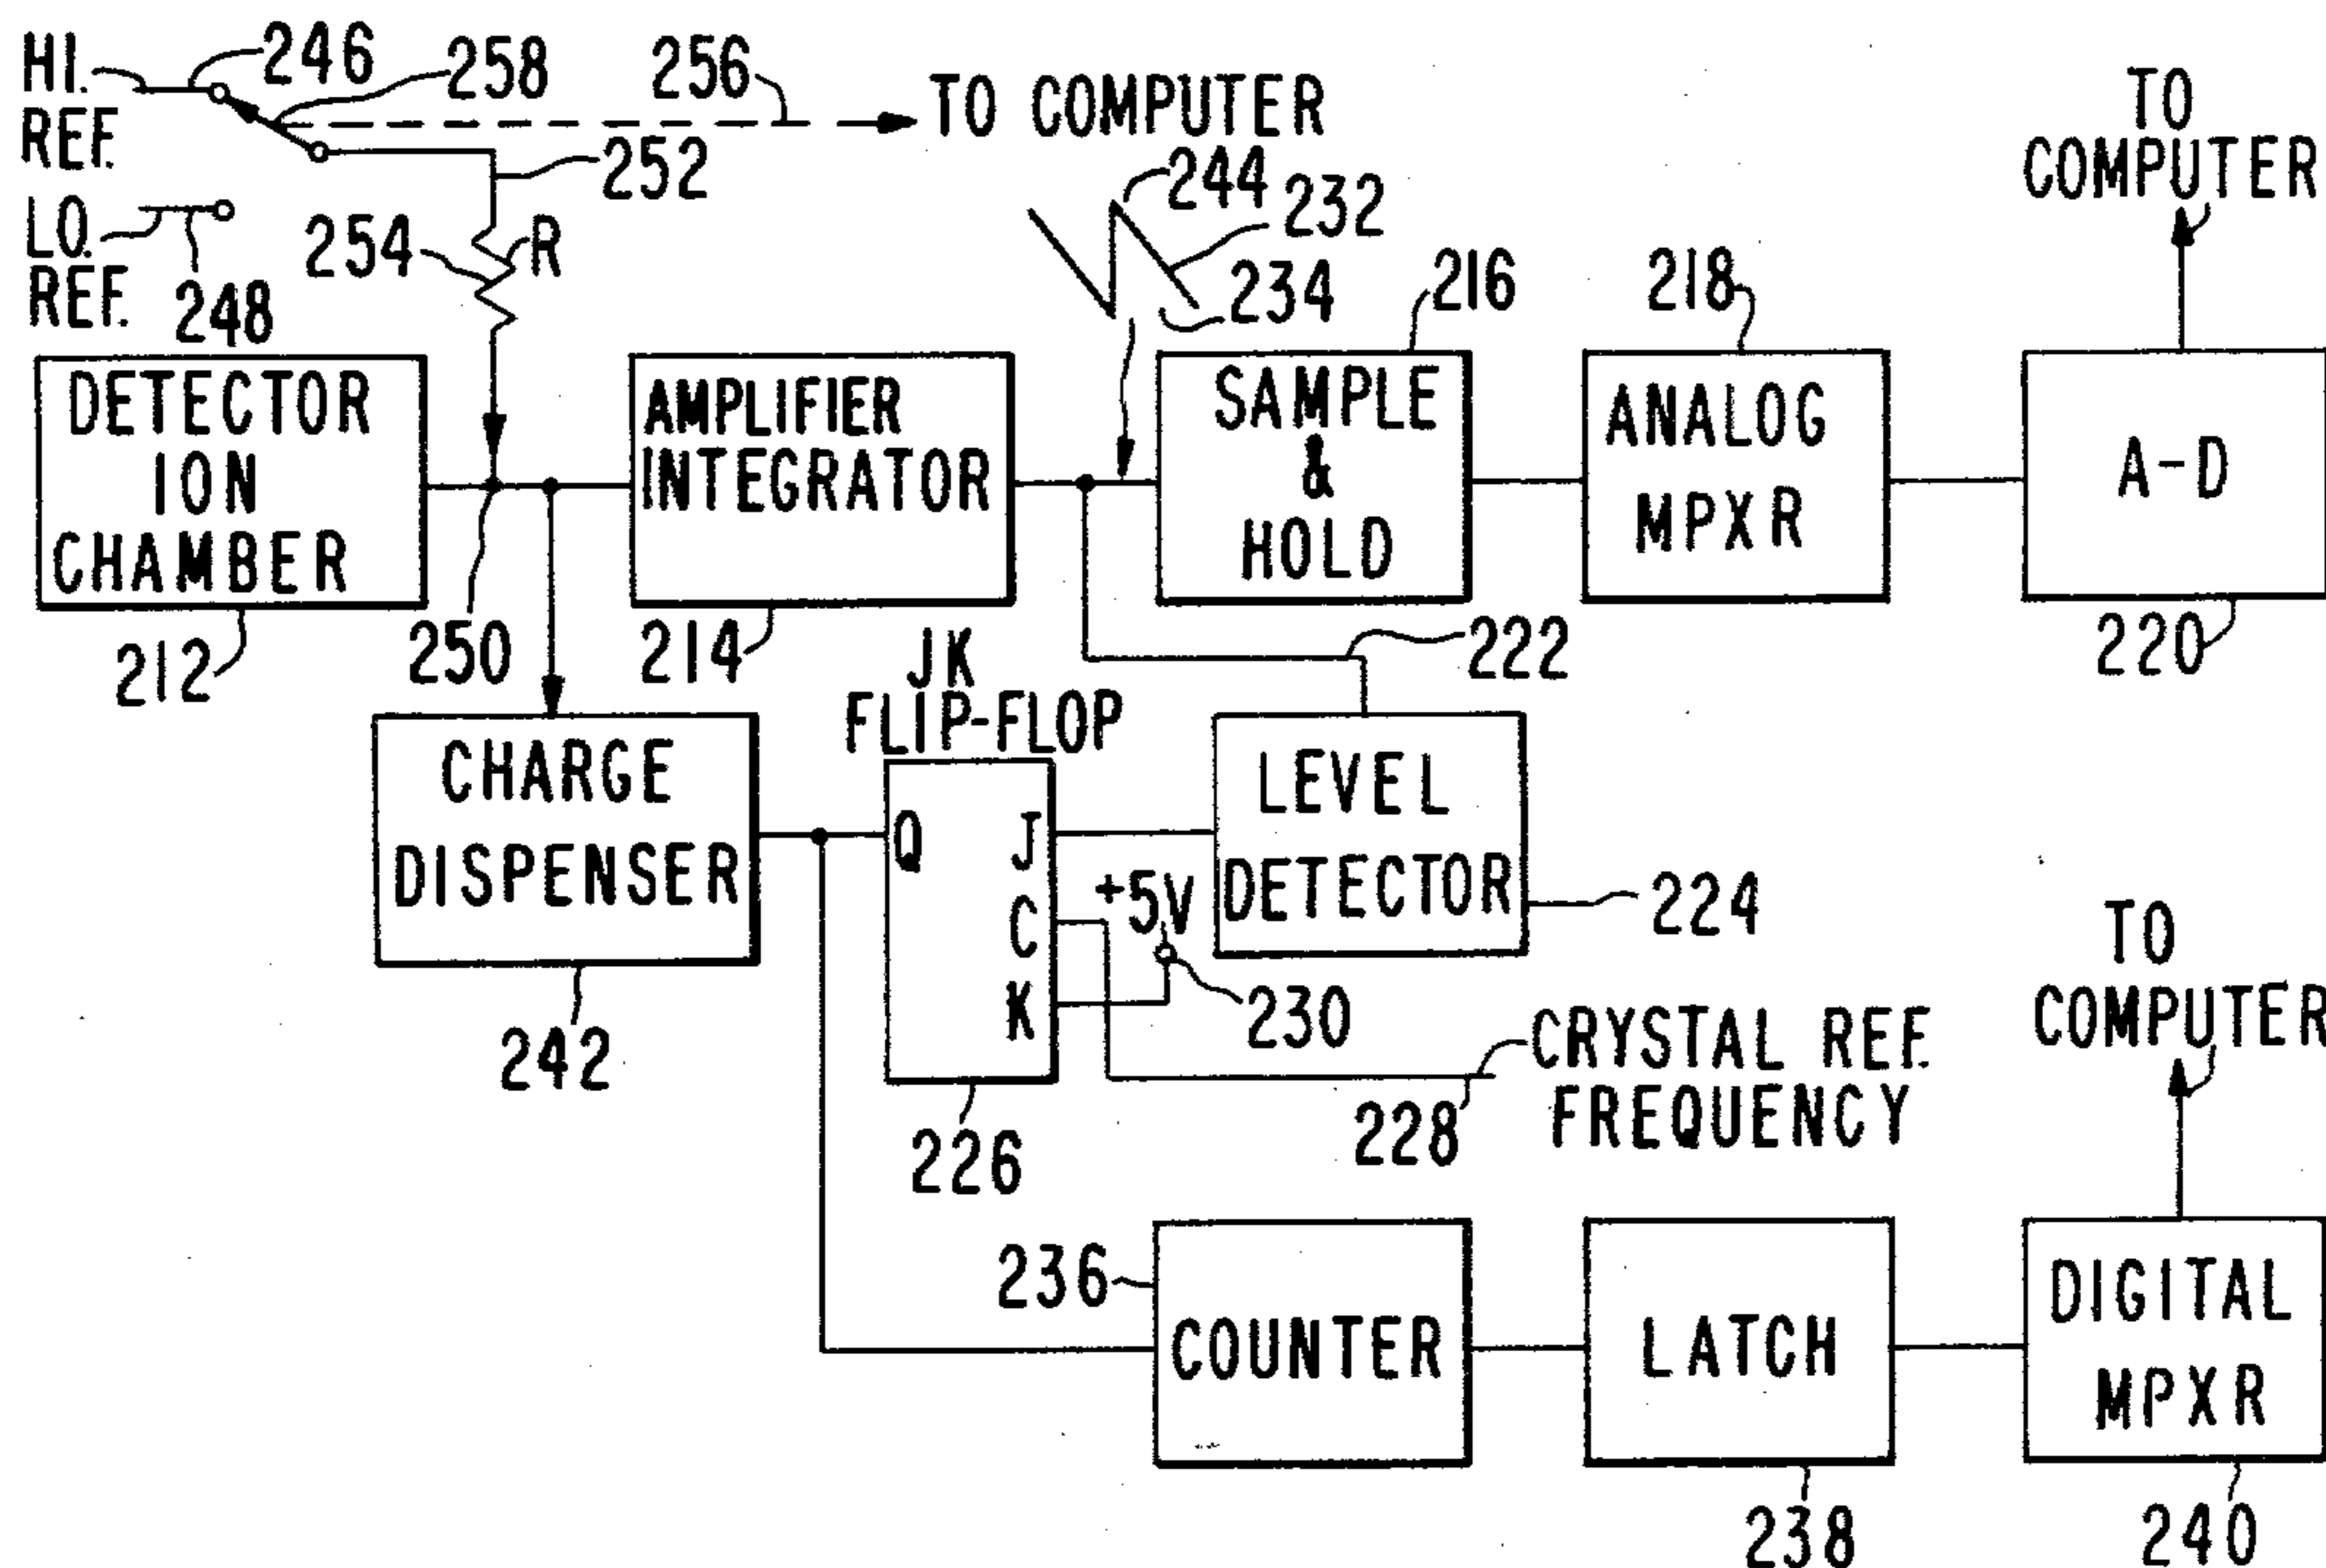 HI.
REF.
246
258
256
TO COMPUTER
252
LO.
REF.
248
254
R
244
232
234
216
218
TO
COMPUTER
DETECTOR
ION
CHAMBER
212
250
AMPLIFIER
INTEGRATOR
214
SAMPLE
&
HOLD
ANALOG
MPXR
A-D
220
222
CHARGE
DISPENSER
242
JK
FLIP-FLOP
Q
J
C
K
226
LEVEL
DETECTOR
224
+5V
230
CRYSTAL REF.
FREQUENCY
228
TO
COMPUTER
236
COUNTER
LATCH
238
DIGITAL
MPXR
240